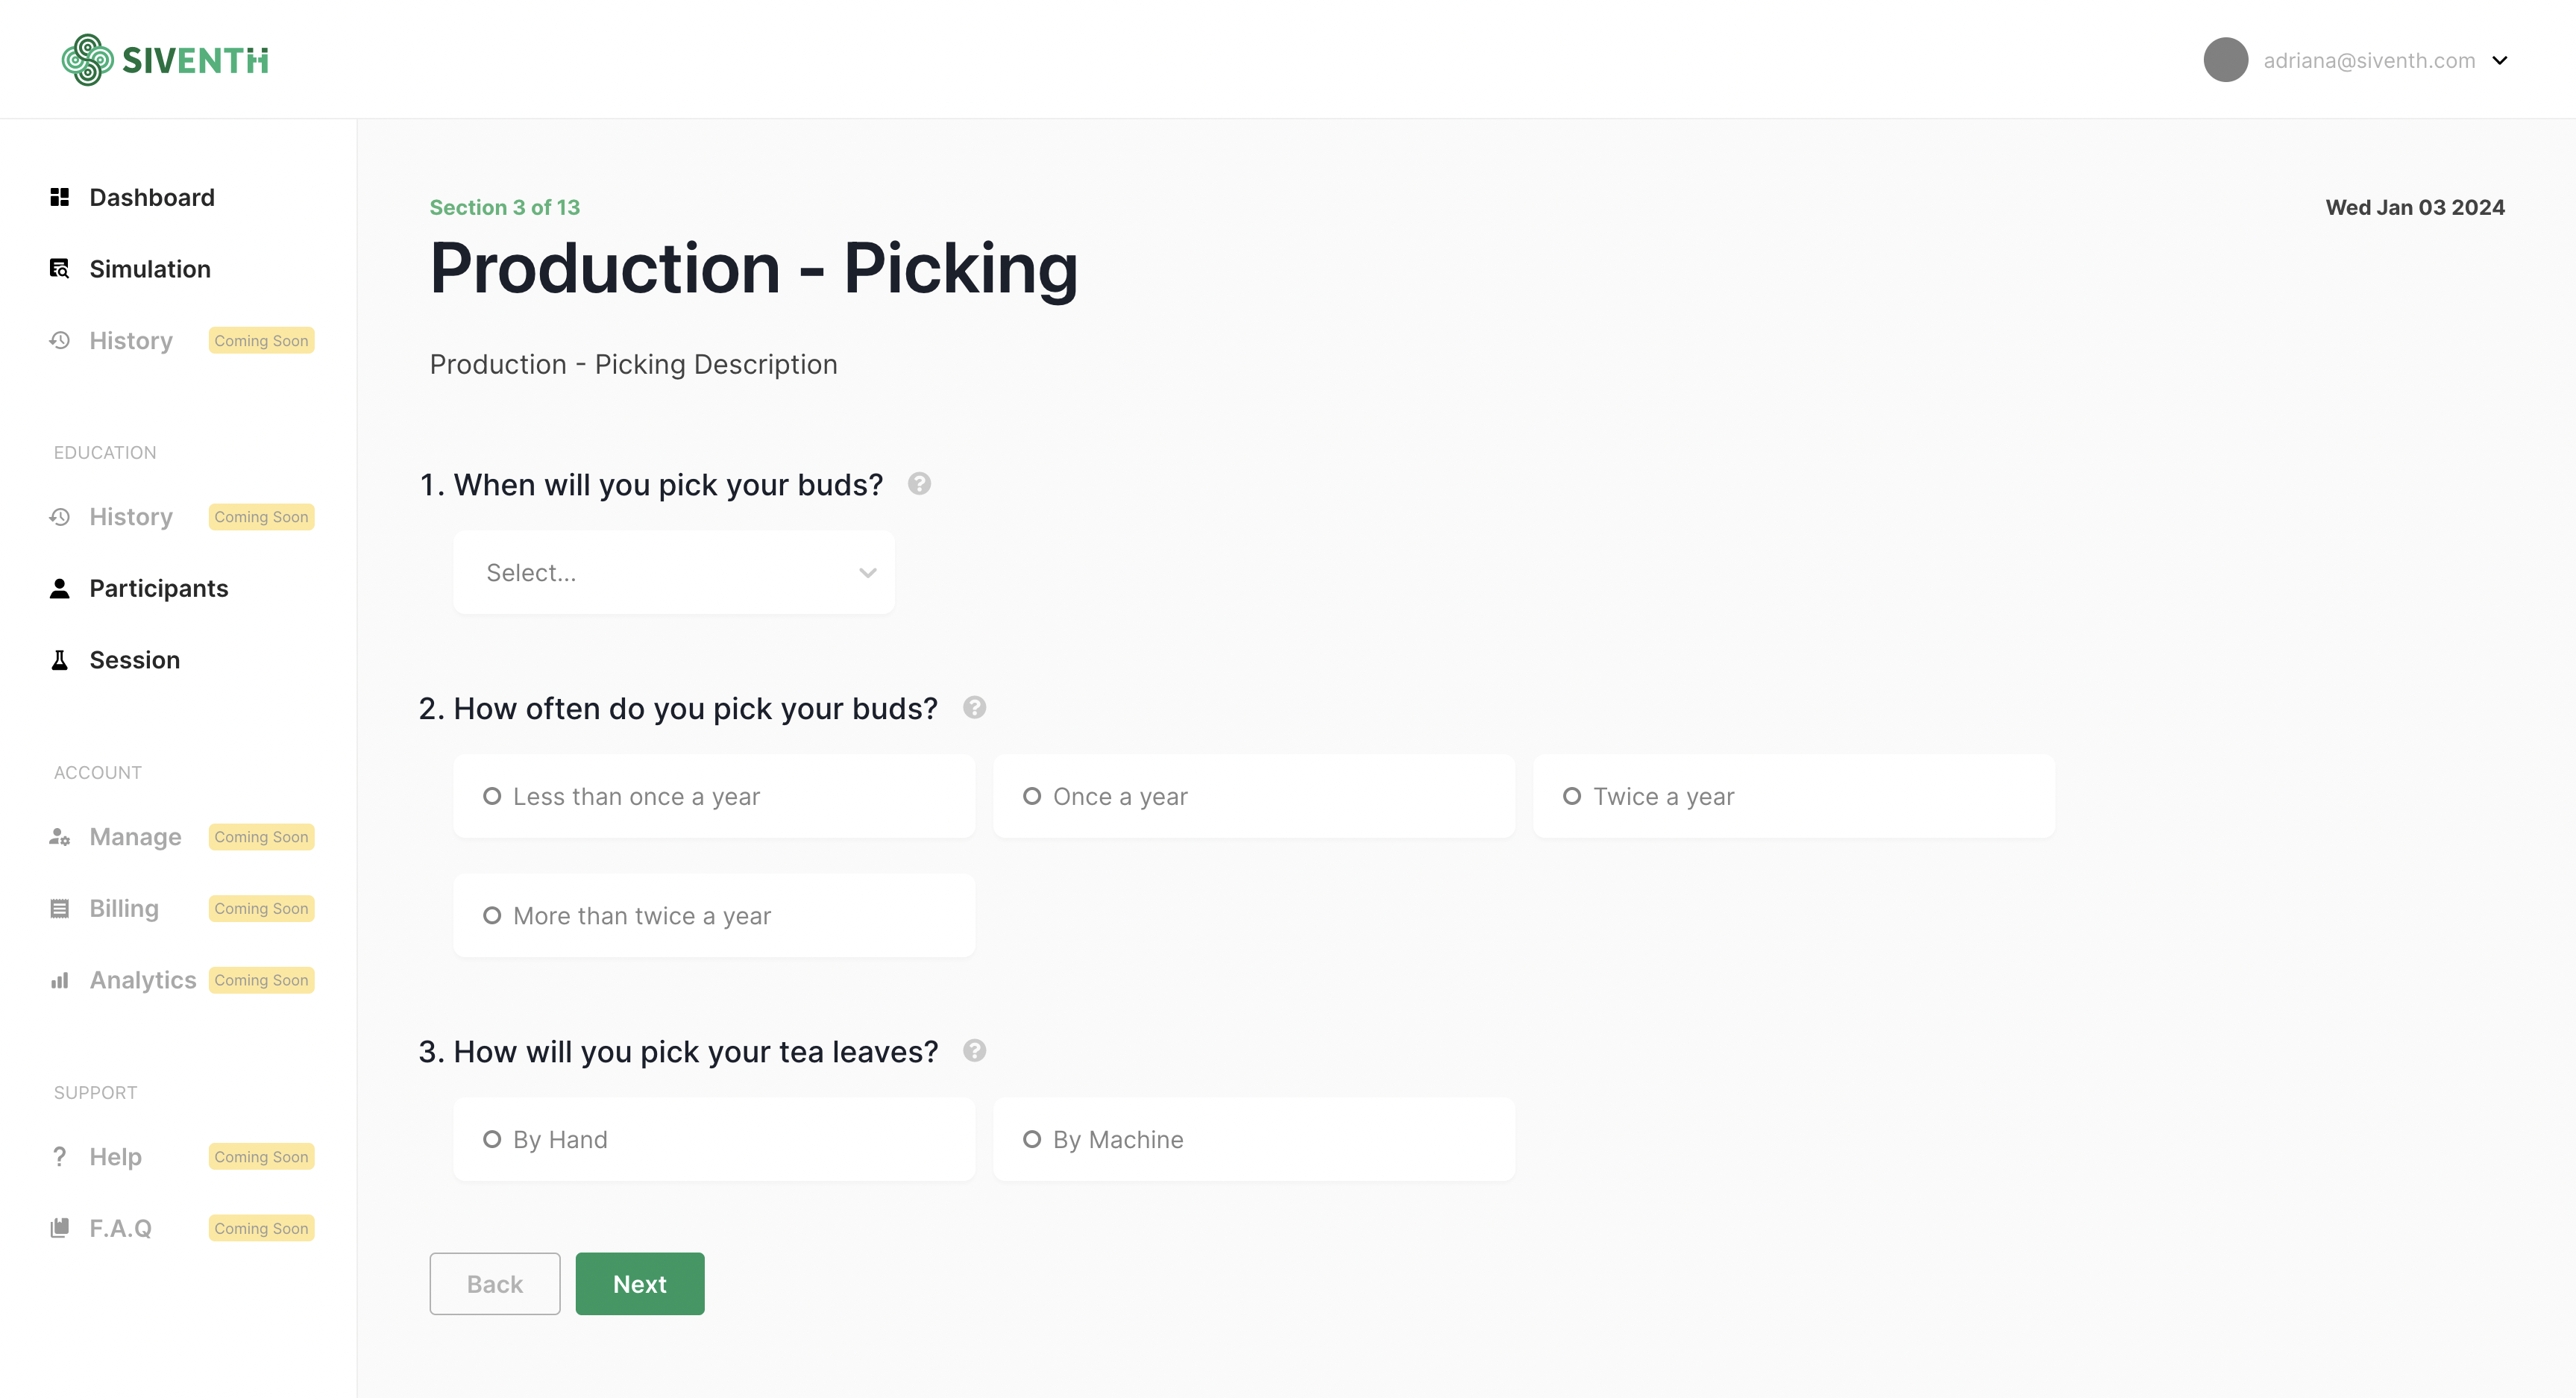 SIVENTH
adriana@siventh.com
Dashboard
Simulation
History Coming Soon
EDUCATION
History Coming Soon
Participants
Session
ACCOUNT
Manage Coming Soon
Billing Coming Soon
Analytics Coming Soon
SUPPORT
? Help Coming Soon
F.A.Q Coming Soon
Section 3 of 13
Wed Jan 03 2024
Production - Picking
Production - Picking Description
1. When will you pick your buds? ?
Select...
2. How often do you pick your buds? ?
Less than once a year Once a year Twice a year
More than twice a year
3. How will you pick your tea leaves? ?
By Hand By Machine
Back Next